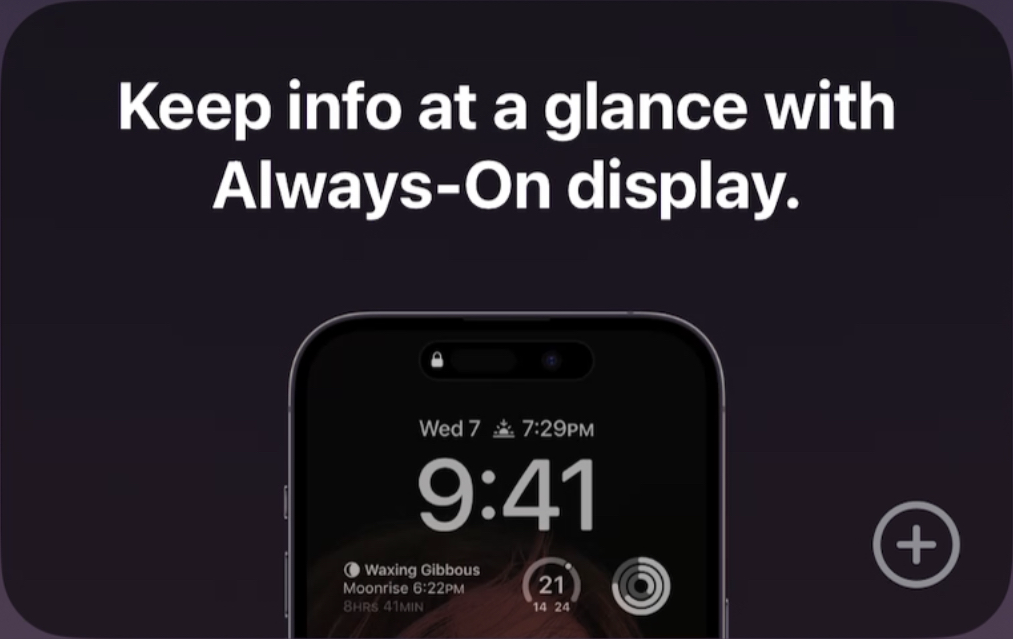 Keep info at a glance with
Always-On display.
Wed 7 7:29PM
9:41
Waxing Gibbous
Moonrise 6:22PM
8HRS 41MIN
21
14 24